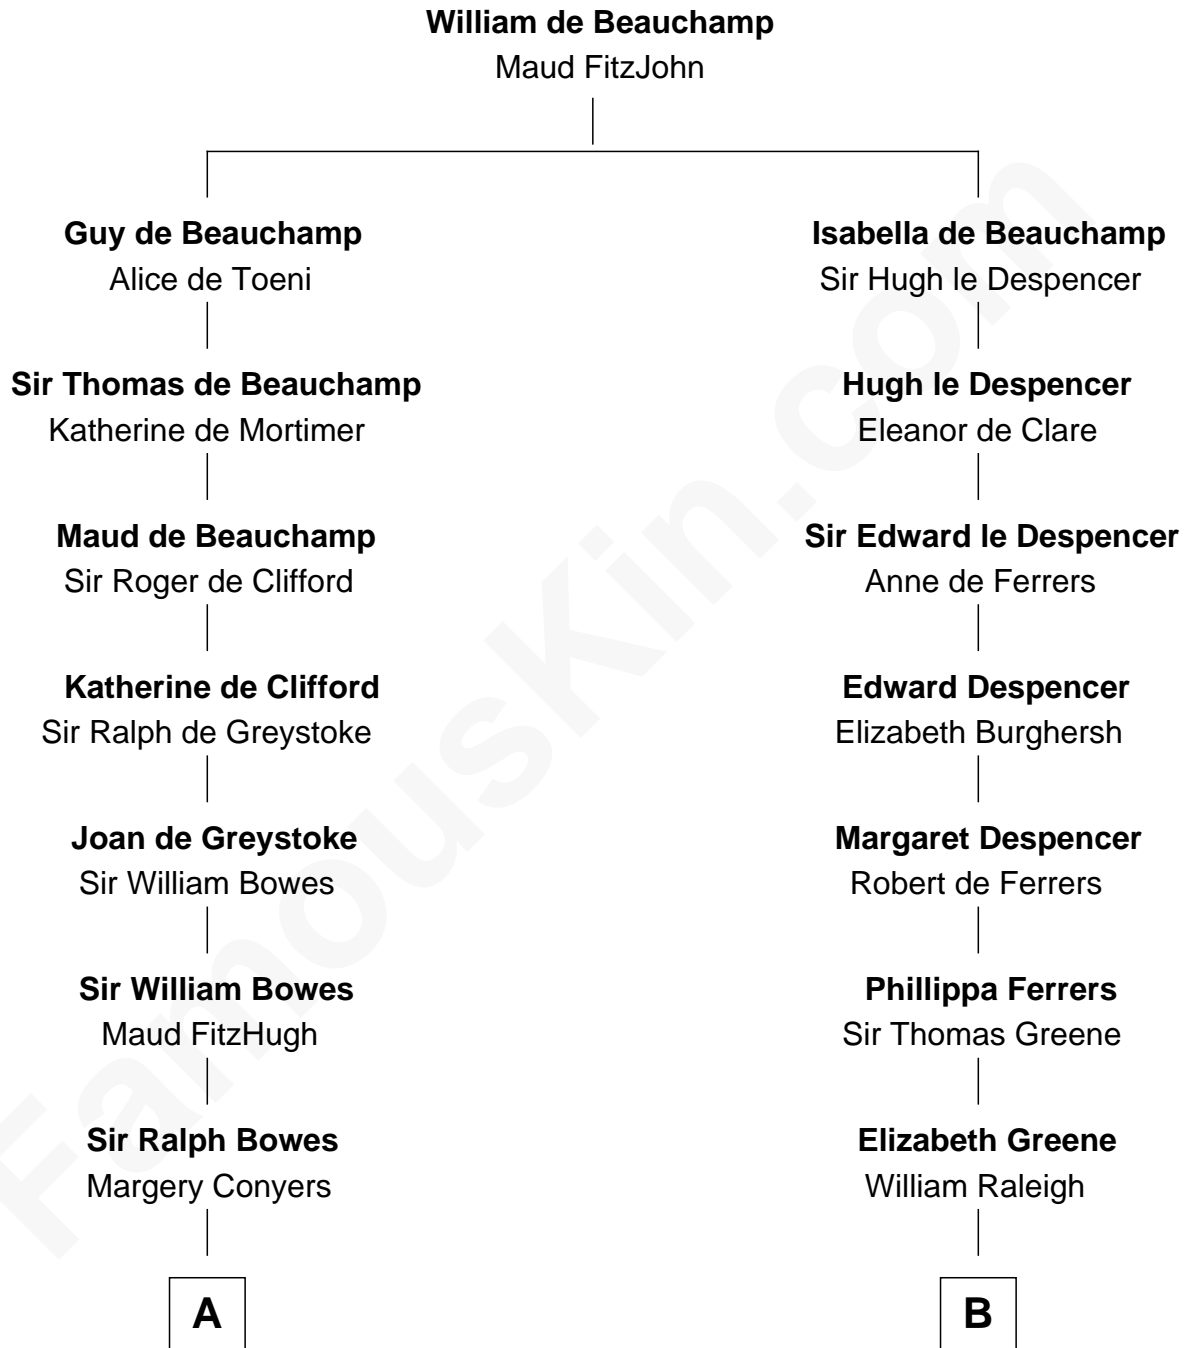 William de Beauchamp
Maud FitzJohn
Guy de Beauchamp
Alice de Toeni
Isabella de Beauchamp
Sir Hugh le Despencer
Sir Thomas de Beauchamp
Katherine de Mortimer
Hugh le Despencer
Eleanor de Clare
Maud de Beauchamp
Sir Roger de Clifford
Sir Edward le Despencer
Anne de Ferrers
Katherine de Clifford
Sir Ralph de Greystoke
Edward Despencer
Elizabeth Burghersh
Joan de Greystoke
Sir William Bowes
Margaret Despencer
Robert de Ferrers
Sir William Bowes
Maud FitzHugh
Phillippa Ferrers
Sir Thomas Greene
Sir Ralph Bowes
Margery Conyers
Elizabeth Greene
William Raleigh
A
B
FamousKin.com